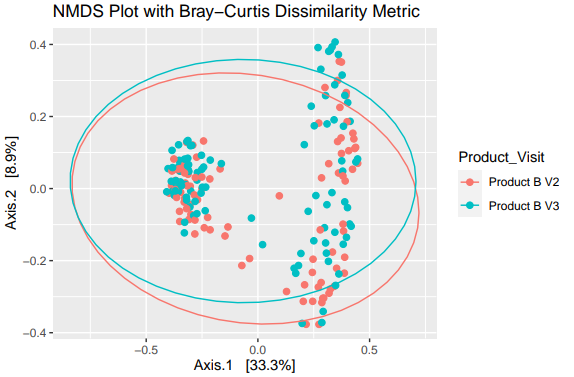 NMDS Plot with Bray−Curtis Dissimilarity Metric
0.4
0.2
0.0
−0.2
−0.4
Axis.2 [8.9%]
−0.5
0.0
0.5
Axis.1 [33.3%]
Product_Visit
Product B V2
Product B V3